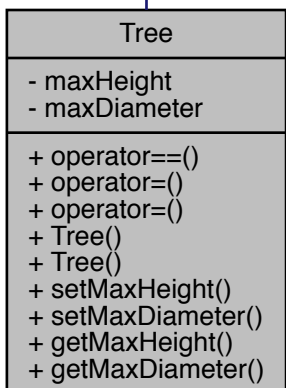 Tree
- maxHeight
- maxDiameter
+ operator==()
+ operator=()
+ operator=()
+ Tree()
+ Tree()
+ setMaxHeight()
+ setMaxDiameter()
+ getMaxHeight()
+ getMaxDiameter()